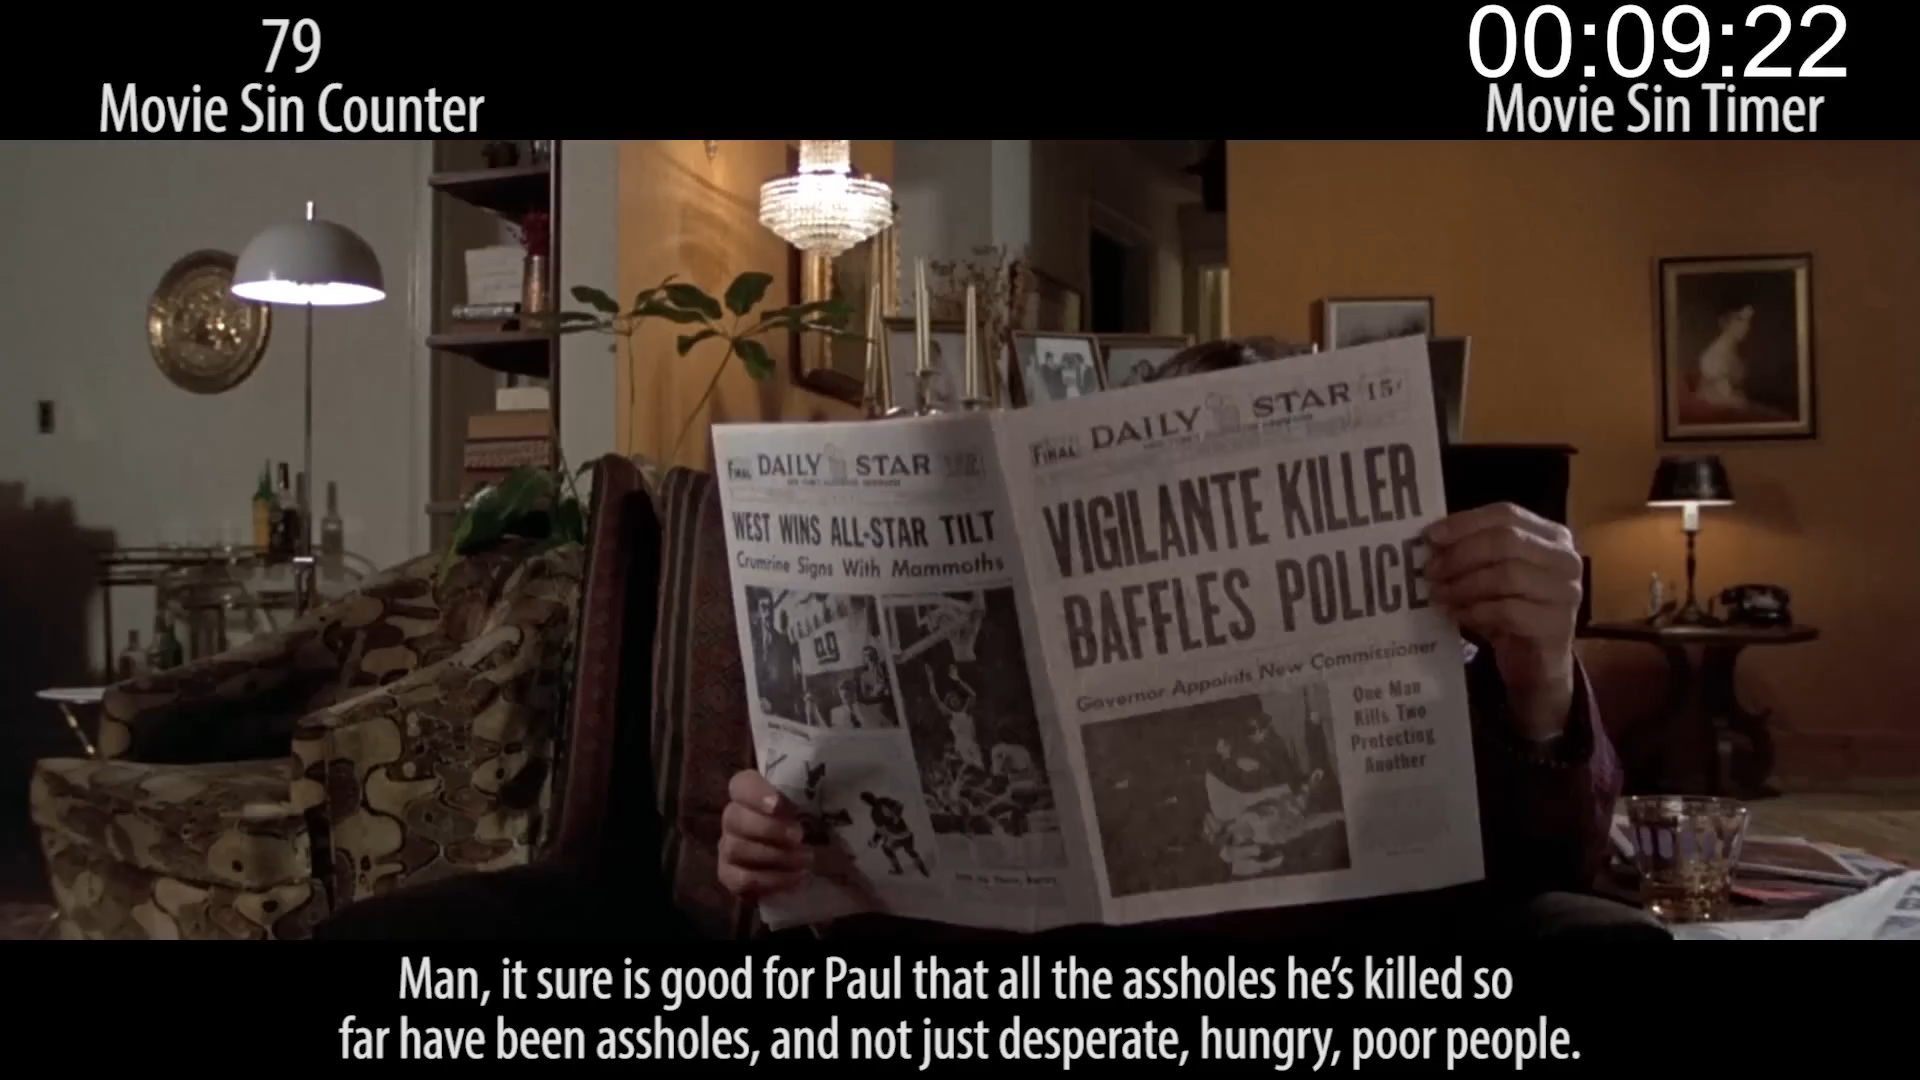 79
Movie Sin Counter
00:09:22
Movie Sin Timer
FINAL DAILY STAR
WEST WINS ALL-STAR TILT
Crumrine Signs With Mammoths
FINAL DAILY STAR 15¢
VIGILANTE KILLER
BAFFLES POLICE
Governor Appoints New Commissioner
One Man
Kills Two
Protecting
Another
Man, it sure is good for Paul that all the assholes he's killed so
far have been assholes, and not just desperate, hungry, poor people.